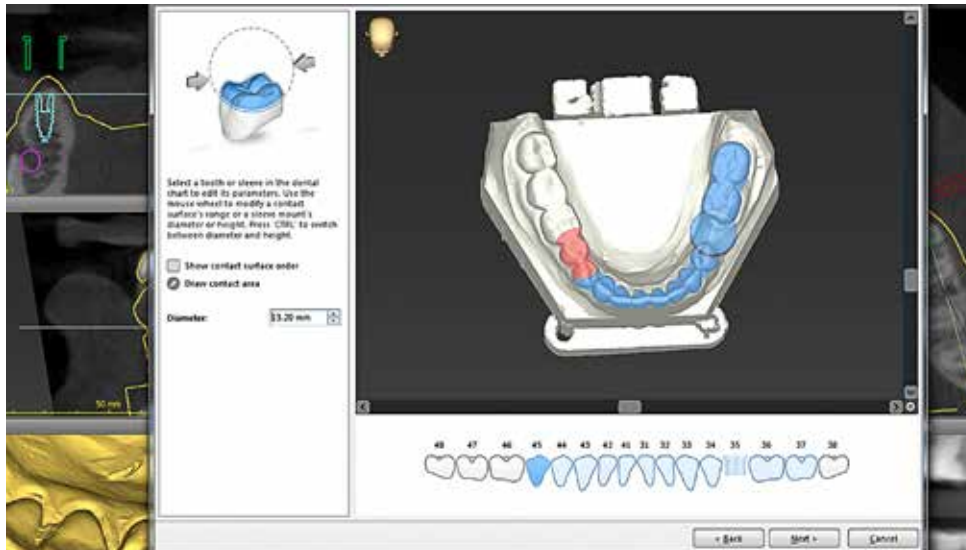 Select a tooth or sleeve in the dental
chart to edit its parameters. Use the
mouse wheel to modify a contact
surface's range or a sleeve mount's
diameter or height. Press 'CTRL' to switch
between diameter and height.
Show contact surface order
Draw contact area
Diameter: 13.20 mm
50 mm
48 47 46 45 44 43 42 41 31 32 33 34 35 36 37 38
< Back Next > Cancel